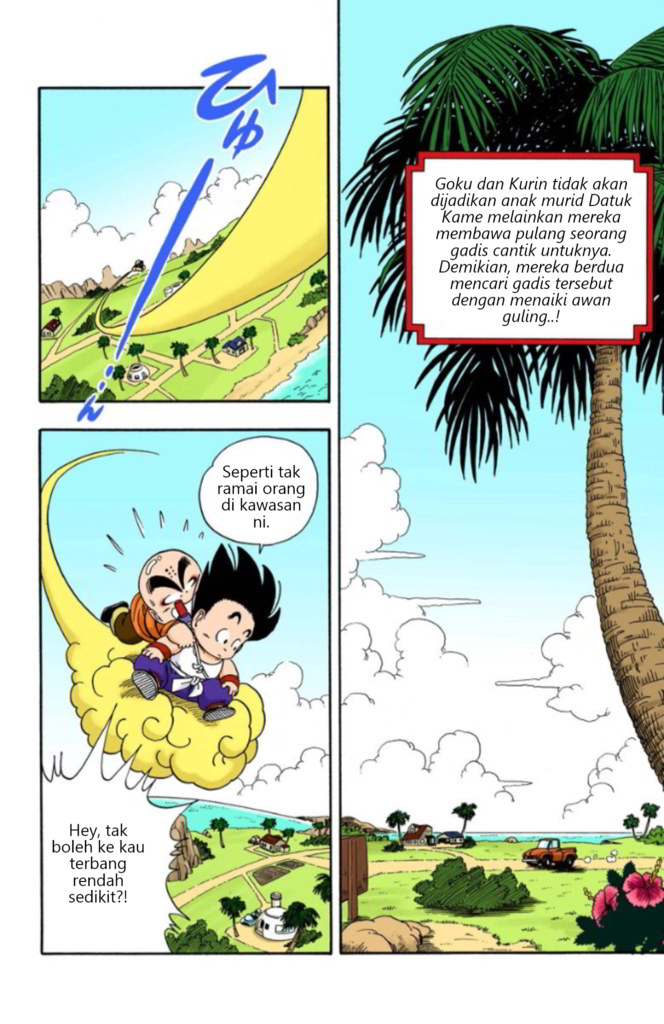 Goku dan Kurin tidak akan
dijadikan anak murid Datuk
Kame melainkan mereka
membawa pulang seorang
gadis cantik untuknya.
Demikian, mereka berdua
mencari gadis tersebut
dengan menaiki awan
guling..!
ひゅーん
Seperti tak
ramai orang
di kawasan
ni.
Hey, tak
boleh ke kau
terbang
rendah
sedikit?!